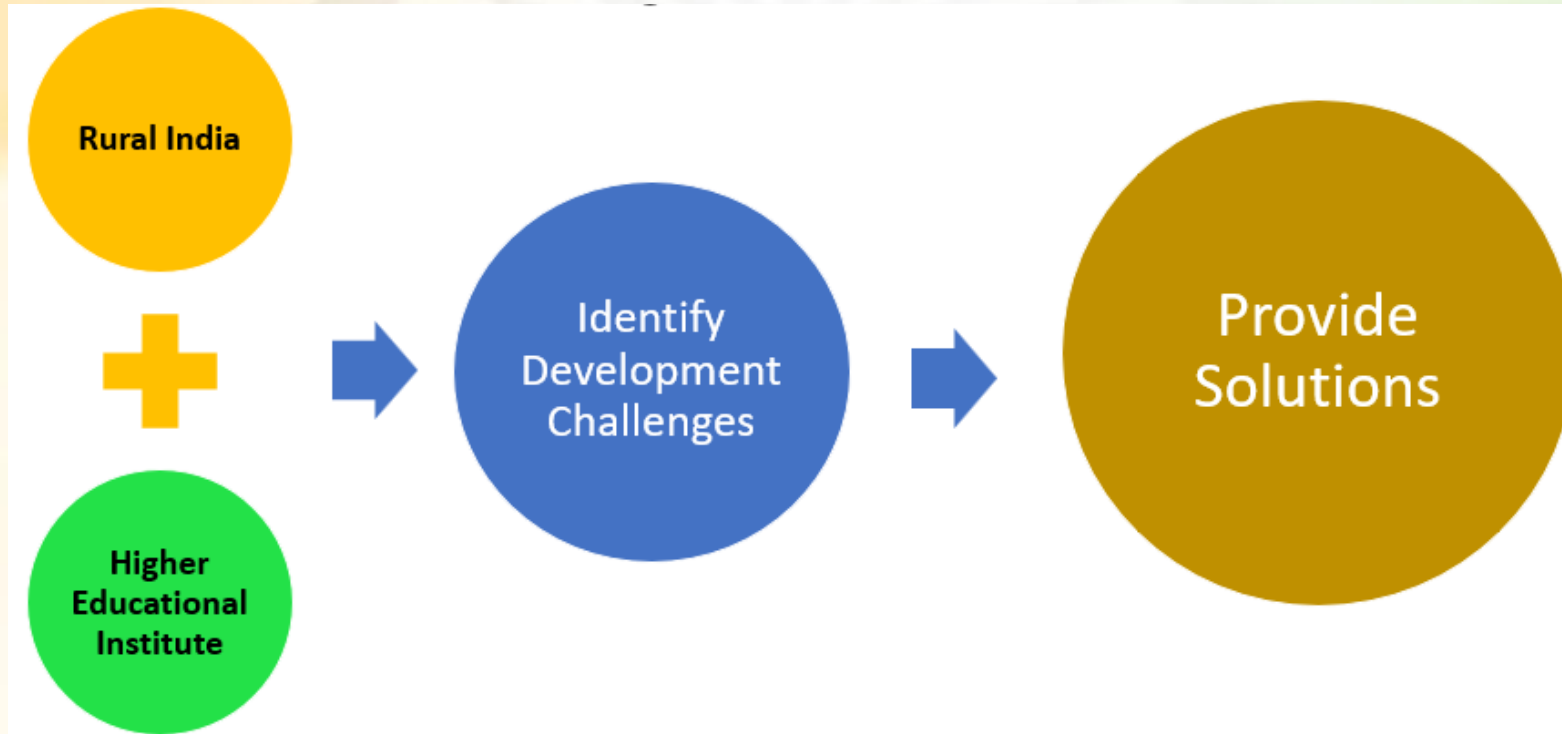 Rural India
Higher
Educational
Institute
Identify
Development
Challenges
Provide
Solutions